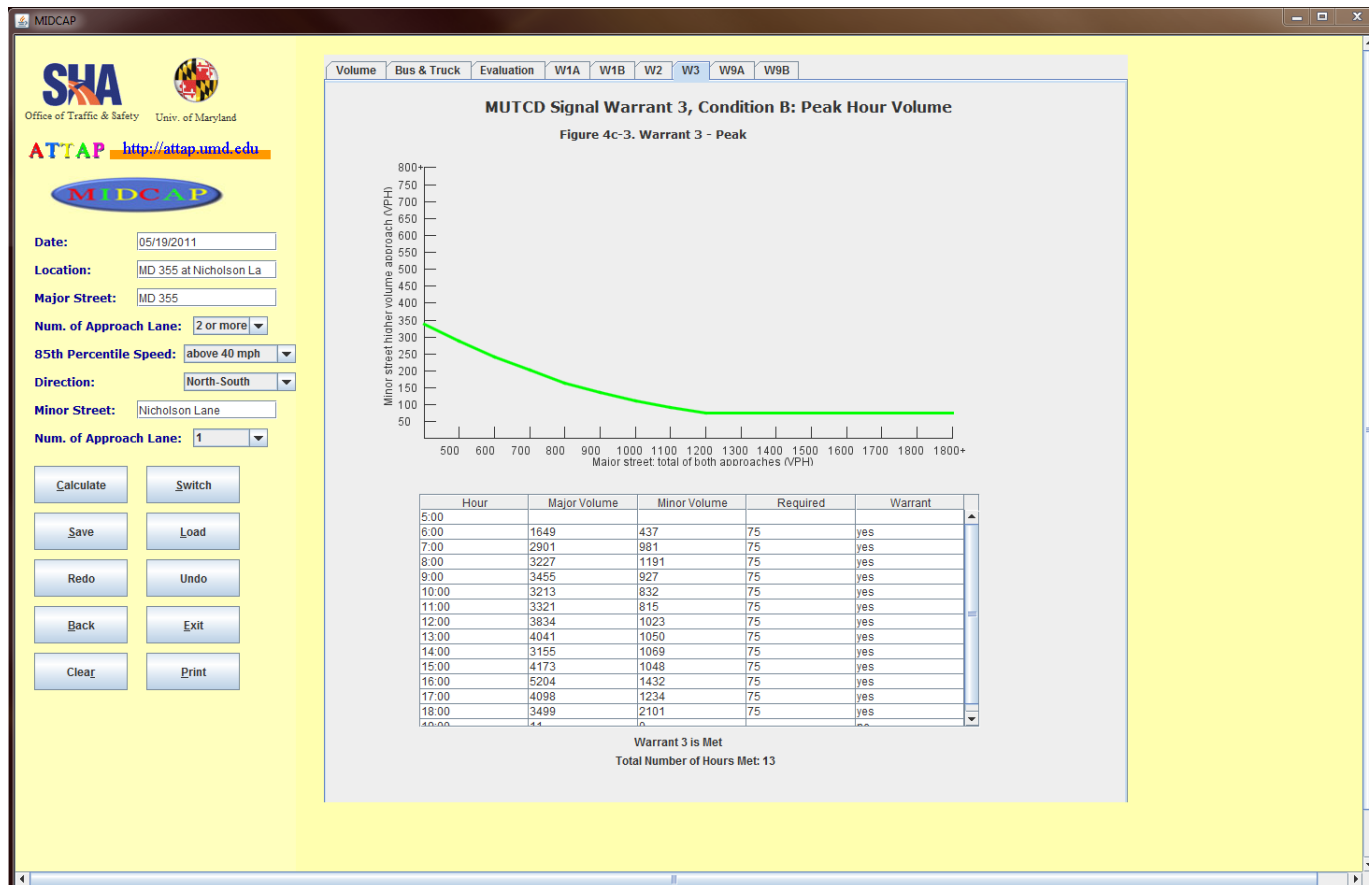 MIDCAP
SHA
Office of Traffic & Safety
Univ. of Maryland
ATTAP http://attap.umd.edu
MIDCAP
Date: 05/19/2011
Location: MD 355 at Nicholson La
Major Street: MD 355
Num. of Approach Lane: 2 or more
85th Percentile Speed: above 40 mph
Direction: North-South
Minor Street: Nicholson Lane
Num. of Approach Lane: 1
Calculate Switch
Save Load
Redo Undo
Back Exit
Clear Print
Volume Bus & Truck Evaluation W1A W1B W2 W3 W9A W9B
MUTCD Signal Warrant 3, Condition B: Peak Hour Volume
Figure 4c-3. Warrant 3 - Peak
Minor street higher volume approach (VPH)
800+
750
700
650
600
550
500
450
400
350
300
250
200
150
100
50
500 600 700 800 900 1000 1100 1200 1300 1400 1500 1600 1700 1800 1800+
Major street: total of both approaches (VPH)
Hour Major Volume Minor Volume Required Warrant
5:00
6:00 1649 437 75 yes
7:00 2901 981 75 yes
8:00 3227 1191 75 yes
9:00 3455 927 75 yes
10:00 3213 832 75 yes
11:00 3321 815 75 yes
12:00 3834 1023 75 yes
13:00 4041 1050 75 yes
14:00 3155 1069 75 yes
15:00 4173 1048 75 yes
16:00 5204 1432 75 yes
17:00 4098 1234 75 yes
18:00 3499 2101 75 yes
Warrant 3 is Met
Total Number of Hours Met: 13